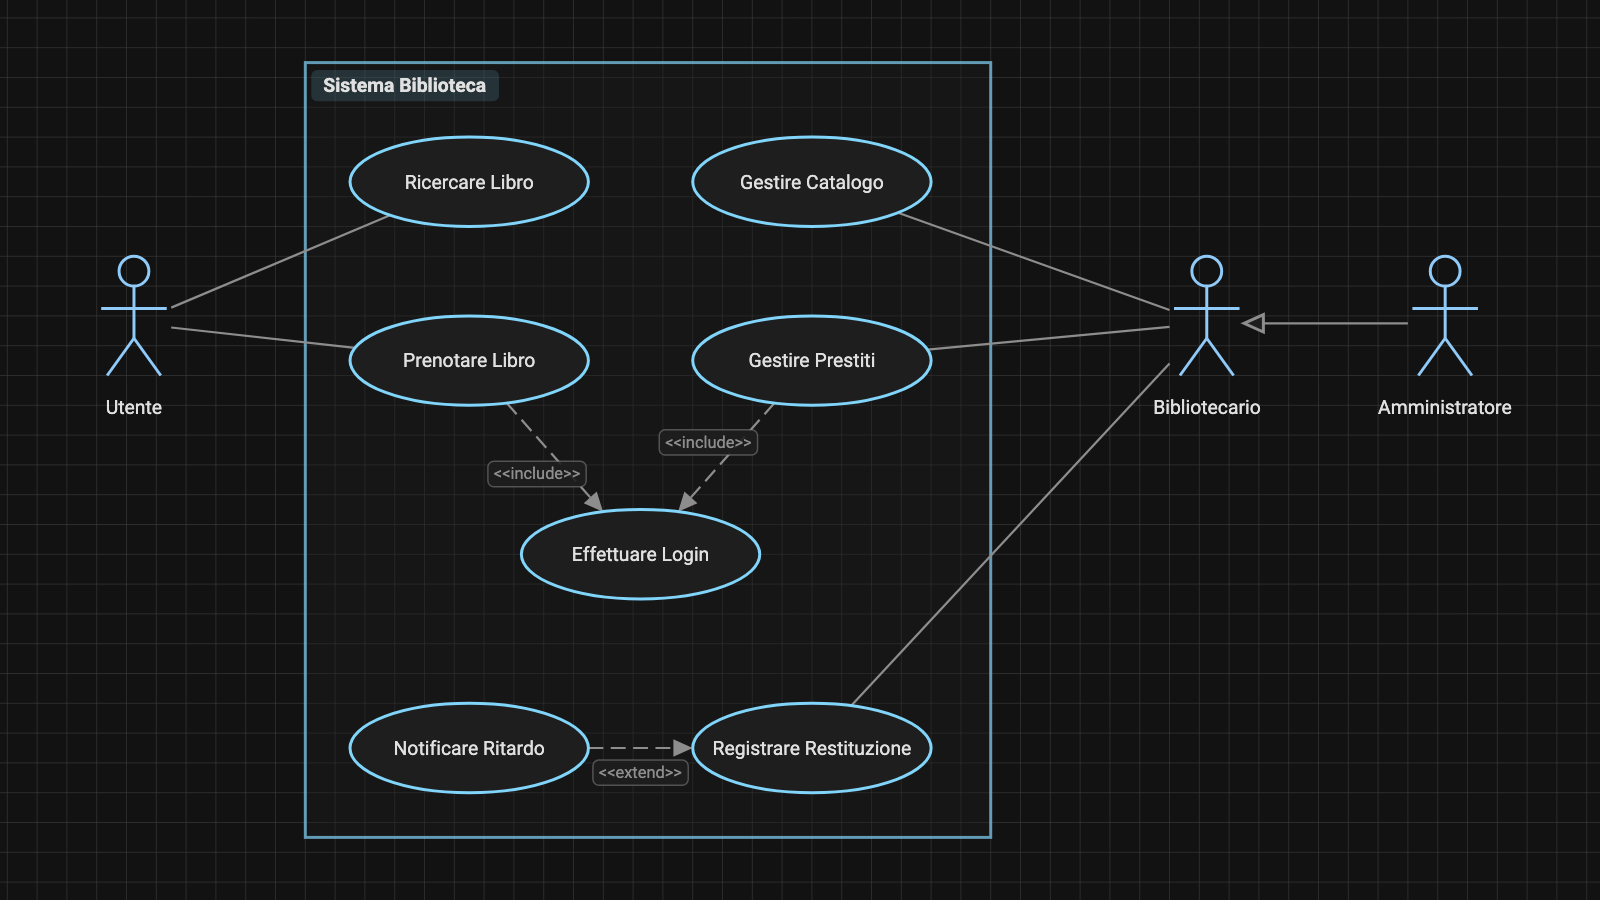 Sistema Biblioteca
Ricercare Libro
Gestire Catalogo
Prenotare Libro
Gestire Prestiti
Utente
Bibliotecario
Amministratore
<<include>>
<<include>>
Effettuare Login
Notificare Ritardo
Registrare Restituzione
<<extend>>